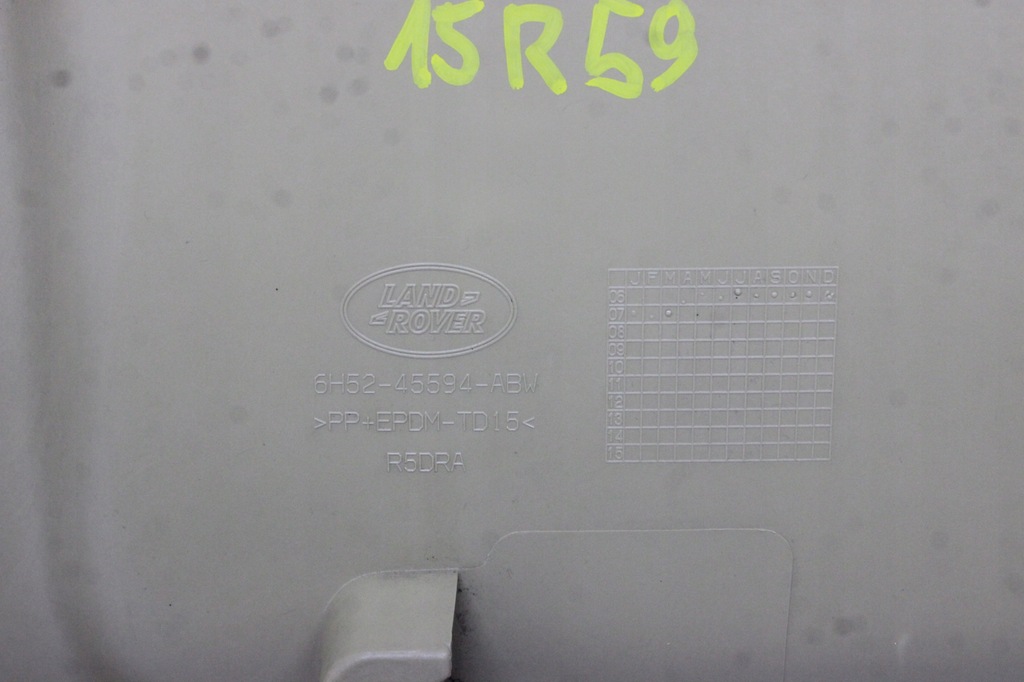 15R59
LAND
ROVER
6H52-45594-ABW
>PP+EPDM-TD15<
R5DRA
J F M A M J J A S O N D
06
07
08
09
10
11
12
13
14
15